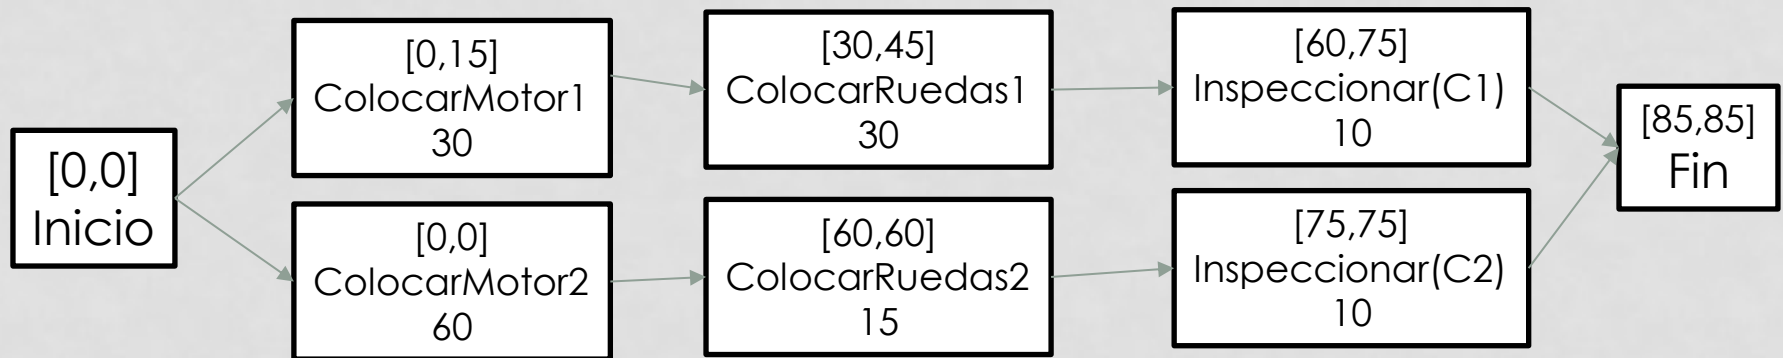 [0,0]
Inicio
[0,15]
ColocarMotor1
30
[30,45]
ColocarRuedas1
30
[60,75]
Inspeccionar(C1)
10
[0,0]
ColocarMotor2
60
[60,60]
ColocarRuedas2
15
[75,75]
Inspeccionar(C2)
10
[85,85]
Fin